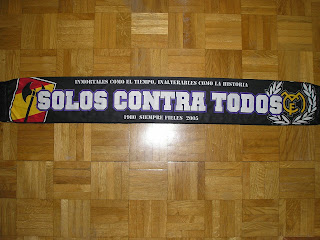 INMORTALES COMO EL TIEMPO, INALTERABLES COMO LA HISTORIA
SOLOS CONTRA TODOS
1980 SIEMPRE FIELES 2005